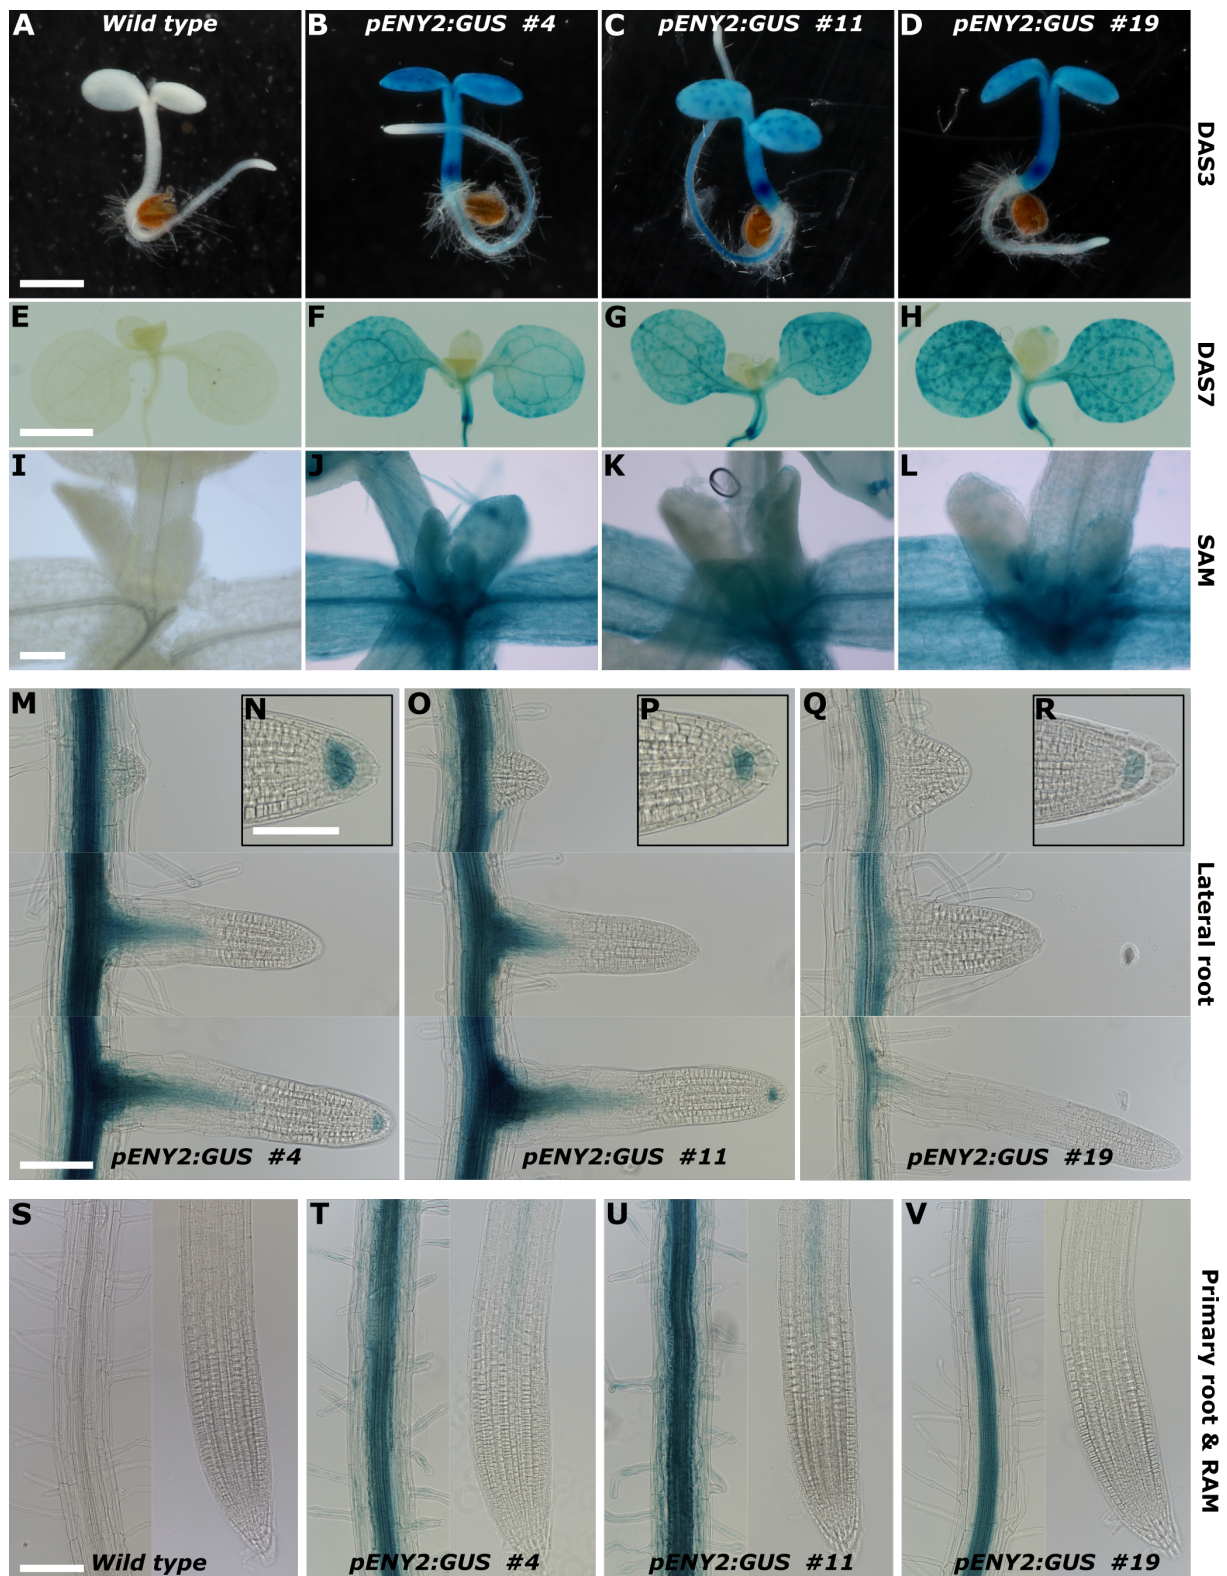 A Wild type
B pENY2:GUS #4
C pENY2:GUS #11
D pENY2:GUS #19
DAS3
E
F
G
H
DAS7
I
J
K
L
SAM
M
N
O
P
Q
R
Lateral root
pENY2:GUS #4
pENY2:GUS #11
pENY2:GUS #19
S
T
U
V
Primary root & RAM
Wild type
pENY2:GUS #4
pENY2:GUS #11
pENY2:GUS #19